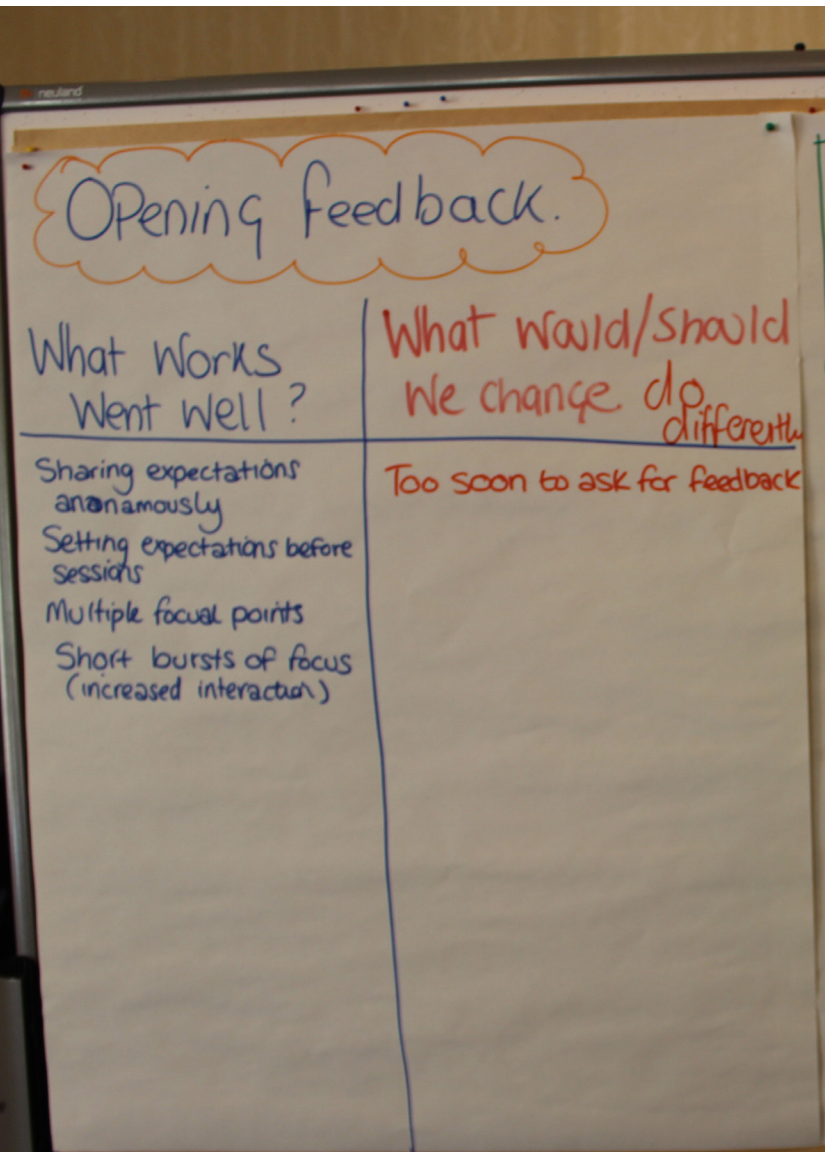 neuland
Opening feedback.
What Works
Went Well ?
Sharing expectations
ananamously
Setting expectations before
sessions
Multiple focual points
Short bursts of focus
(increased interaction)
What Would/Should
We change do
differently
Too soon to ask for feedback